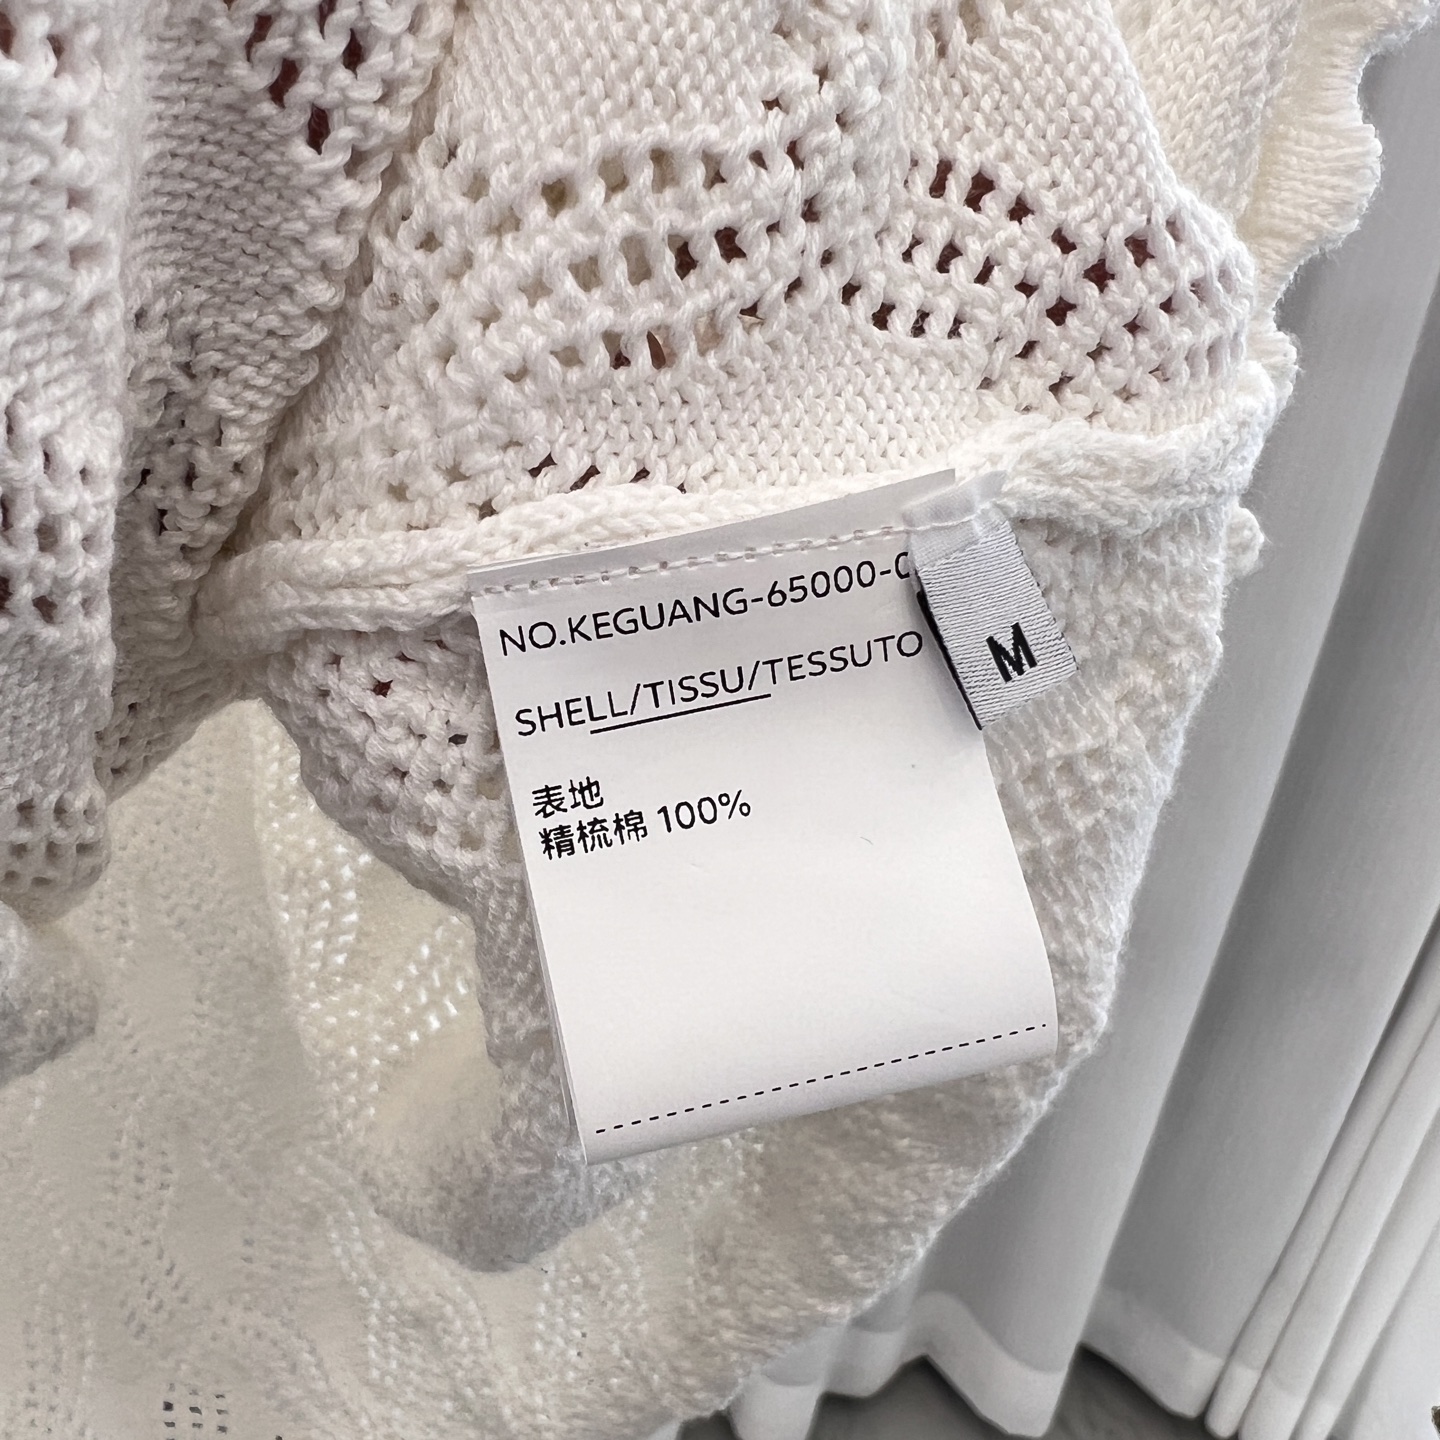 NO.KEGUANG-65000-0
SHELL/TISSU/TESSUTO
表地
精梳棉 100%
M